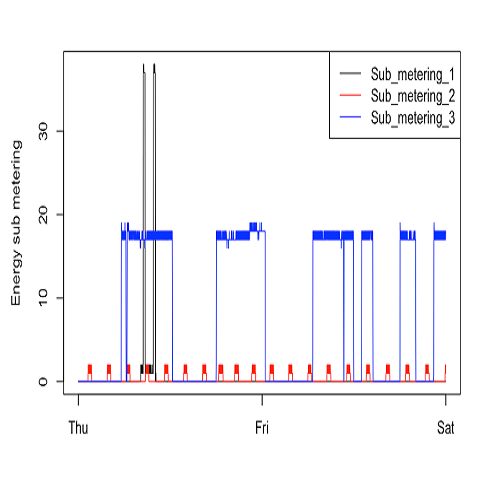 Sub_metering_1
Sub_metering_2
Sub_metering_3
Energy sub metering
30
20
10
0
Thu Fri Sat